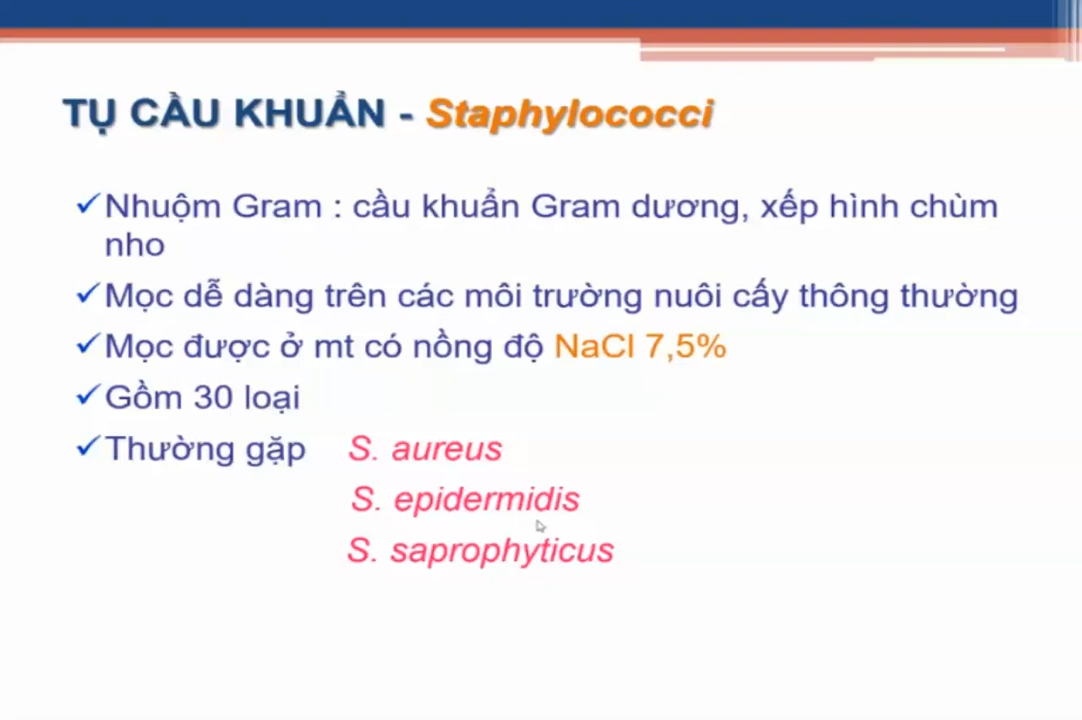 TỤ CẦU KHUẨN - Staphylococci
Nhuộm Gram : cầu khuẩn Gram dương, xếp hình chùm
nho
Mọc dễ dàng trên các môi trường nuôi cấy thông thường
Mọc được ở mt có nồng độ NaCl 7,5%
Gồm 30 loại
Thường gặp S. aureus
S. epidermidis
S. saprophyticus